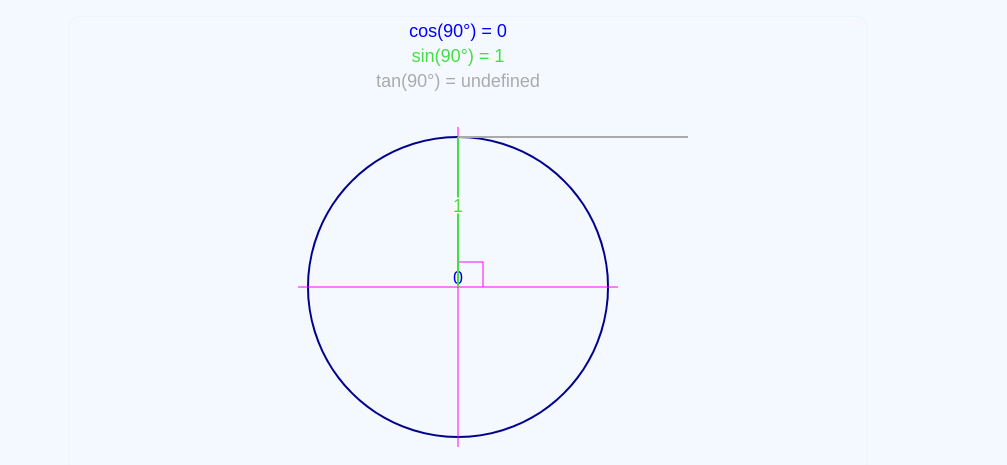 cos(90°) = 0
sin(90°) = 1
tan(90°) = undefined
1
0